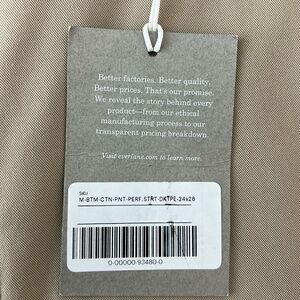 Better factories. Better quality.
Better prices. That's our promise.
We reveal the story behind every
product—from our ethical
manufacturing process to our
transparent pricing breakdown.
Visit everlane.com to learn more.
SKU
M-BTM-CTN-PNT-PERF.STRT-DKTPE-34x28
0-00000-93480-0